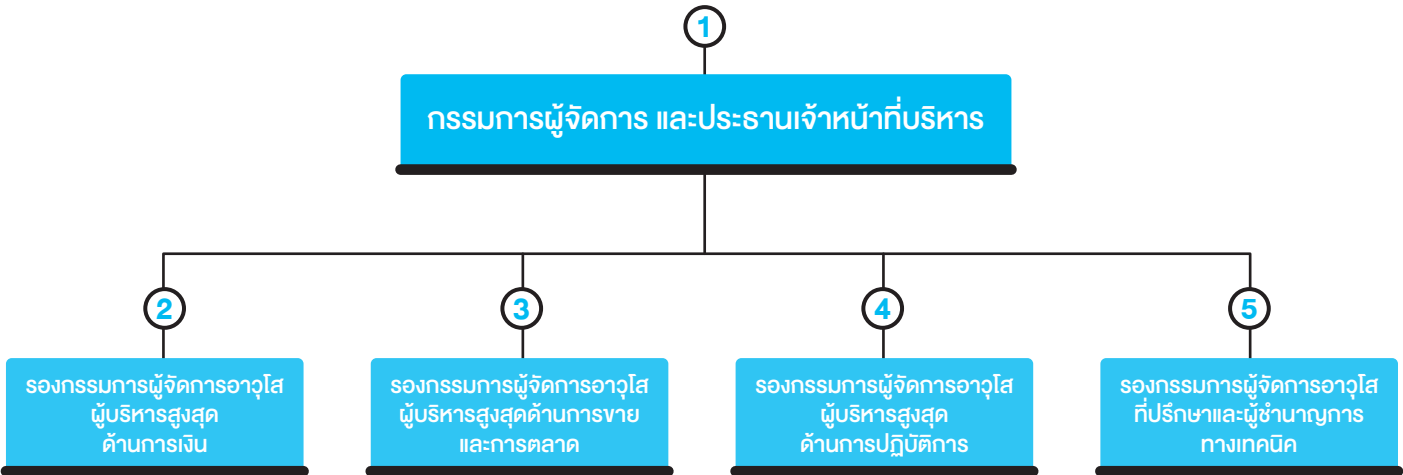 1
กรรมการผู้จัดการ และประธานเจ้าหน้าที่บริหาร
2
รองกรรมการผู้จัดการอาวุโส
ผู้บริหารสูงสุด
ด้านการเงิน
3
รองกรรมการผู้จัดการอาวุโส
ผู้บริหารสูงสุดด้านการขาย
และการตลาด
4
รองกรรมการผู้จัดการอาวุโส
ผู้บริหารสูงสุด
ด้านการปฏิบัติการ
5
รองกรรมการผู้จัดการอาวุโส
ที่ปรึกษาและผู้ชำนาญการ
ทางเทคนิค